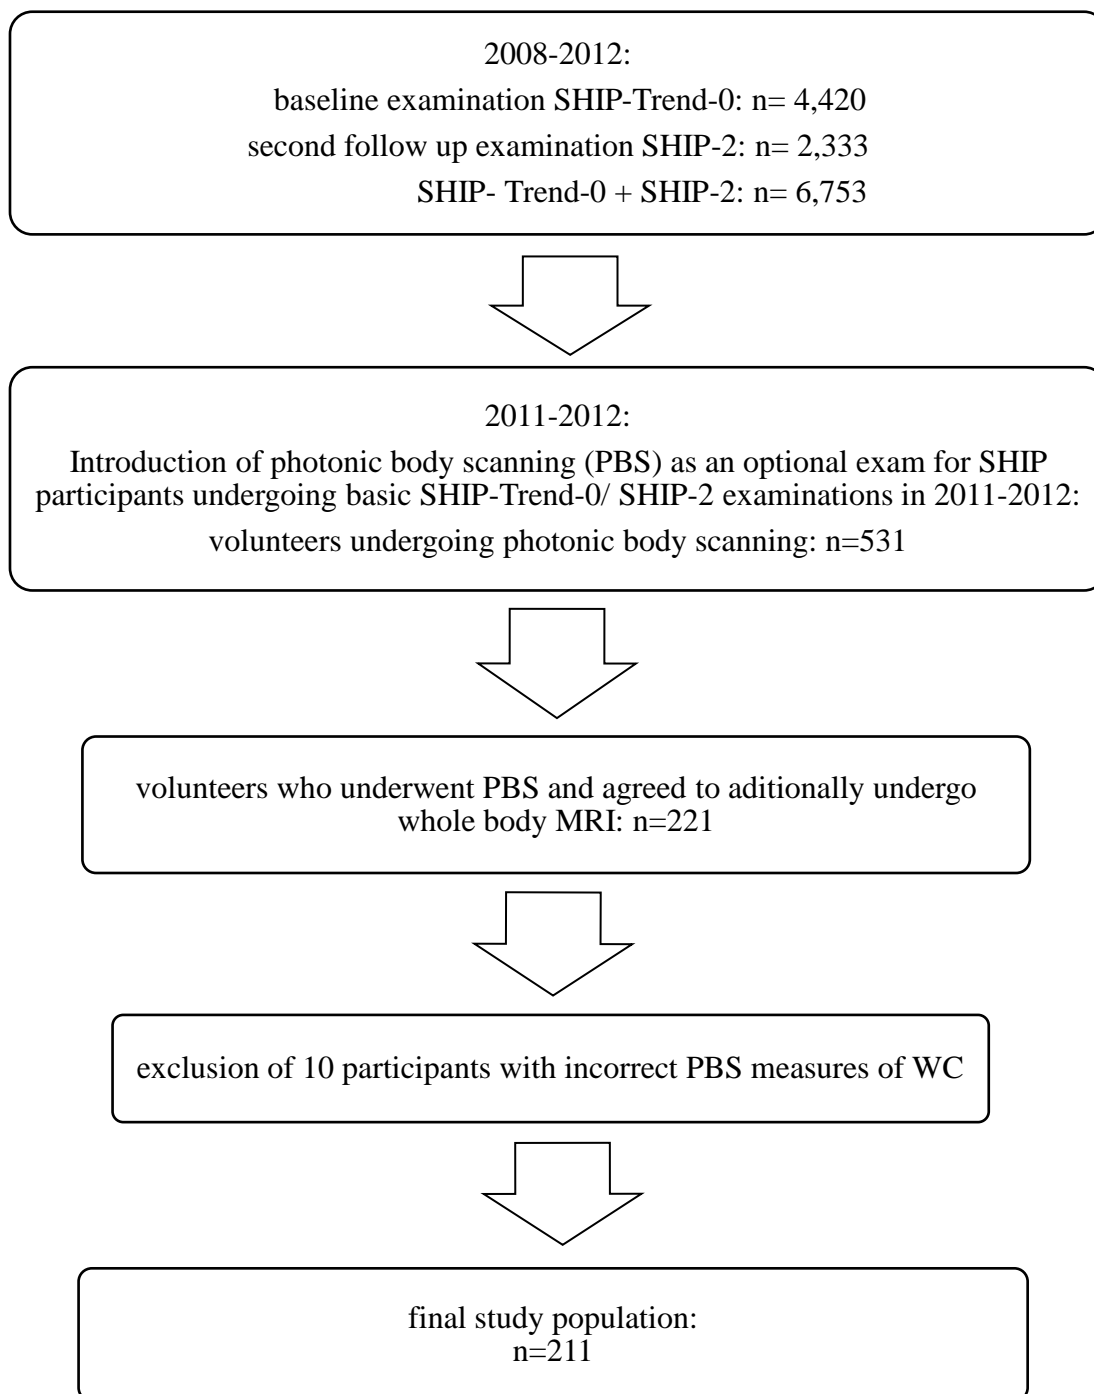 2008-2012:
baseline examination SHIP-Trend-0: n= 4,420
second follow up examination SHIP-2: n= 2,333
SHIP- Trend-0 + SHIP-2: n= 6,753
2011-2012:
Introduction of photonic body scanning (PBS) as an optional exam for SHIP
participants undergoing basic SHIP-Trend-0/ SHIP-2 examinations in 2011-2012:
volunteers undergoing photonic body scanning: n=531
volunteers who underwent PBS and agreed to aditionally undergo
whole body MRI: n=221
exclusion of 10 participants with incorrect PBS measures of WC
final study population:
n=211